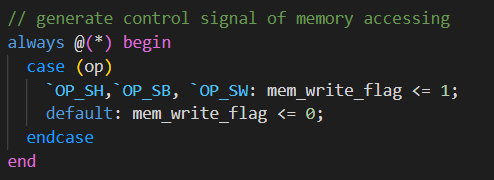 // generate control signal of memory accessing
always @(*) begin
  case (op)
    `OP_SH,`OP_SB, `OP_SW: mem_write_flag <= 1;
    default: mem_write_flag <= 0;
  endcase
end